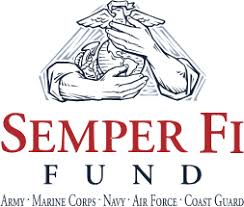 SEMPER FI
FUND
ARMY · MARINE CORPS · NAVY · AIR FORCE · COAST GUARD